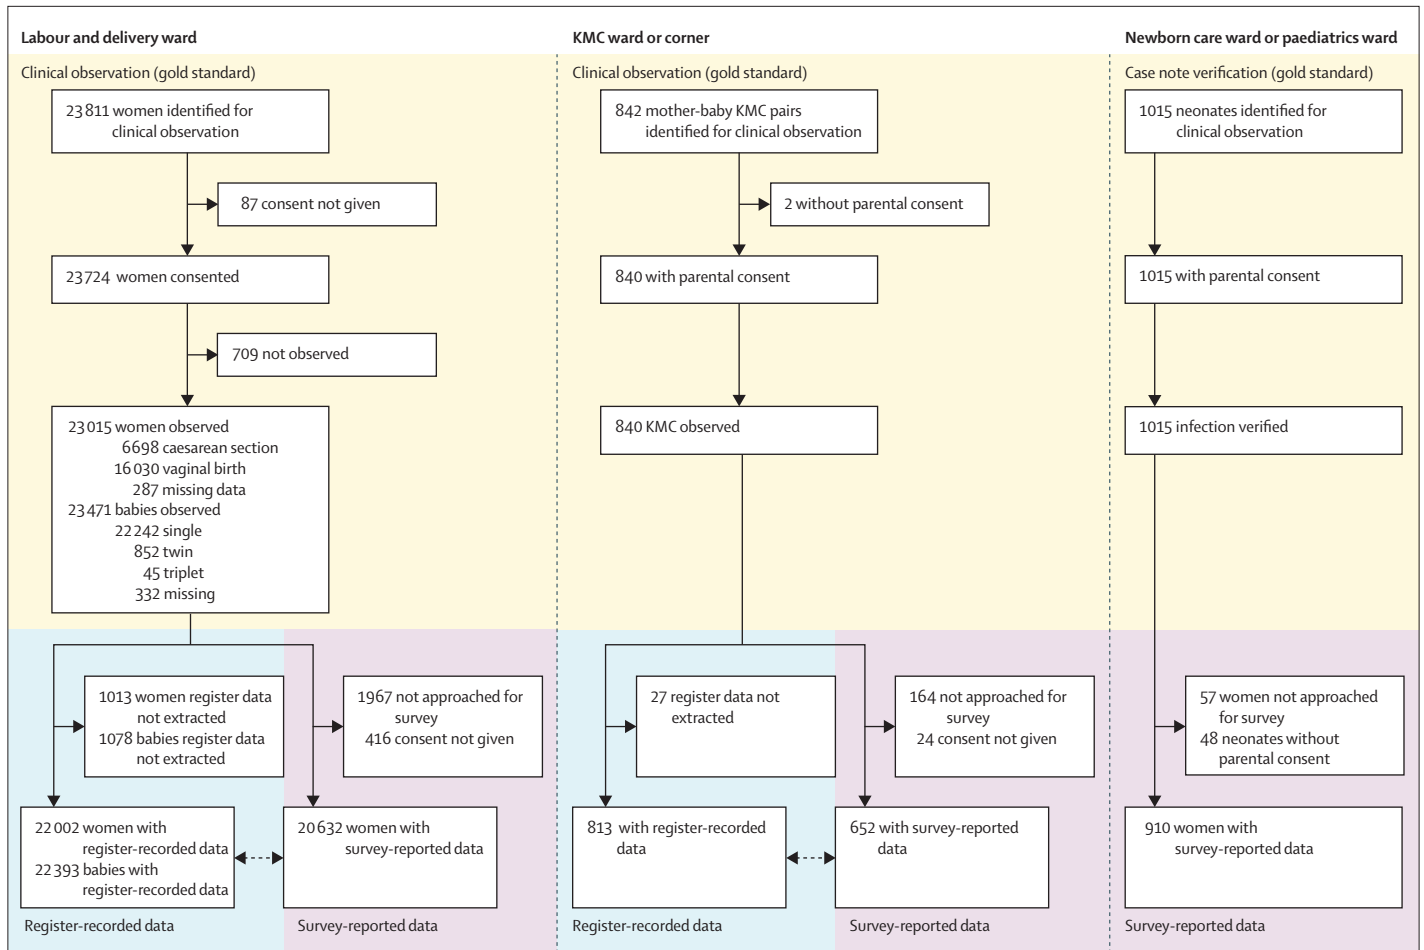 Labour and delivery ward
Clinical observation (gold standard)
23 811 women identified for
clinical observation
87 consent not given
23 724 women consented
709 not observed
23 015 women observed
6698 caesarean section
16 030 vaginal birth
287 missing data
23 471 babies observed
22 242 single
852 twin
45 triplet
332 missing
1013 women register data
not extracted
1078 babies register data
not extracted
1967 not approached for
survey
416 consent not given
22 002 women with
register-recorded data
22 393 babies with
register-recorded data
20 632 women with
survey-reported data
Register-recorded data
Survey-reported data
KMC ward or corner
Clinical observation (gold standard)
842 mother-baby KMC pairs
identified for clinical observation
2 without parental consent
840 with parental consent
840 KMC observed
27 register data not
extracted
164 not approached for
survey
24 consent not given
813 with register-recorded
data
652 with survey-reported
data
Register-recorded data
Survey-reported data
Newborn care ward or paediatrics ward
Case note verification (gold standard)
1015 neonates identified for
clinical observation
1015 with parental consent
1015 infection verified
57 women not approached
for survey
48 neonates without
parental consent
910 women with
survey-reported data
Survey-reported data